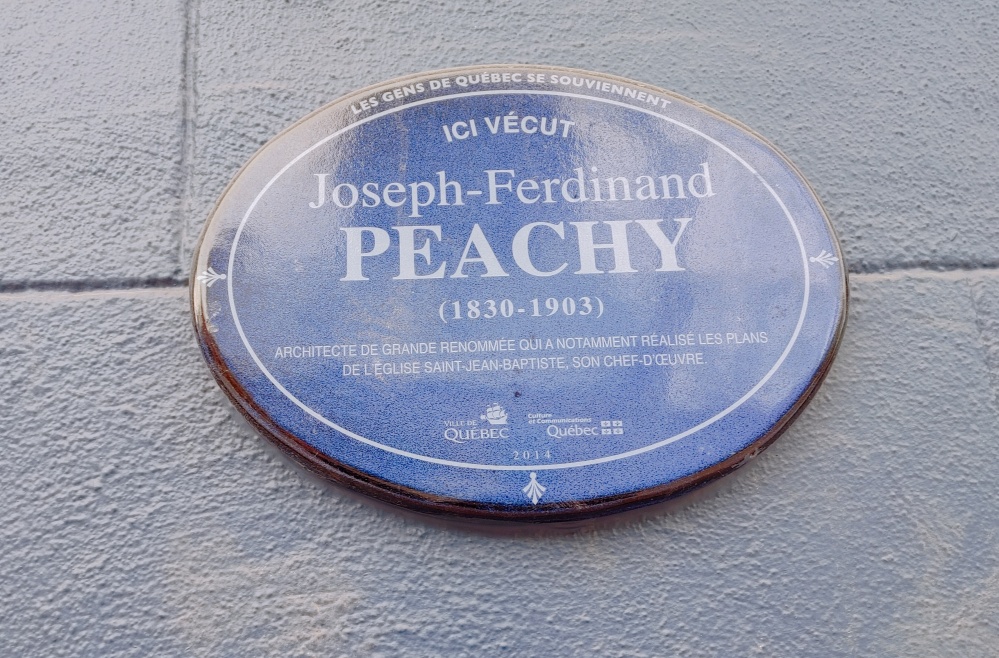 LES GENS DE QUÉBEC SE SOUVIENNENT
ICI VÉCUT
Joseph-Ferdinand
PEACHY
(1830-1903)
ARCHITECTE DE GRANDE RENOMMÉE QUI A NOTAMMENT RÉALISÉ LES PLANS
DE L'ÉGLISE SAINT-JEAN-BAPTISTE, SON CHEF-D'ŒUVRE.
VILLE DE
QUÉBEC
Culture
et Communications
Québec
2014